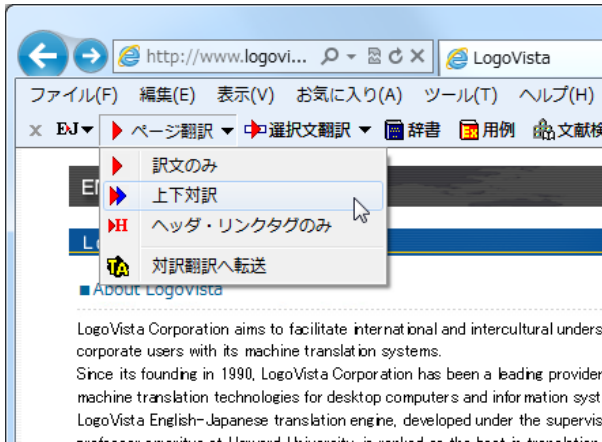 http://www.logovi...
LogoVista
ファイル(F) 編集(E) 表示(V) お気に入り(A) ツール(T) ヘルプ(H)
EJ ページ翻訳 選択文翻訳 辞書 用例 文献検
訳文のみ
上下対訳
ヘッダ・リンクタグのみ
対訳翻訳へ転送
About LogoVista
LogoVista Corporation aims to facilitate international and intercultural unders
corporate users with its machine translation systems.
Since its founding in 1990, LogoVista Corporation has been a leading provider
machine translation technologies for desktop computers and information syst
LogoVista English-Japanese translation engine, developed under the supervis